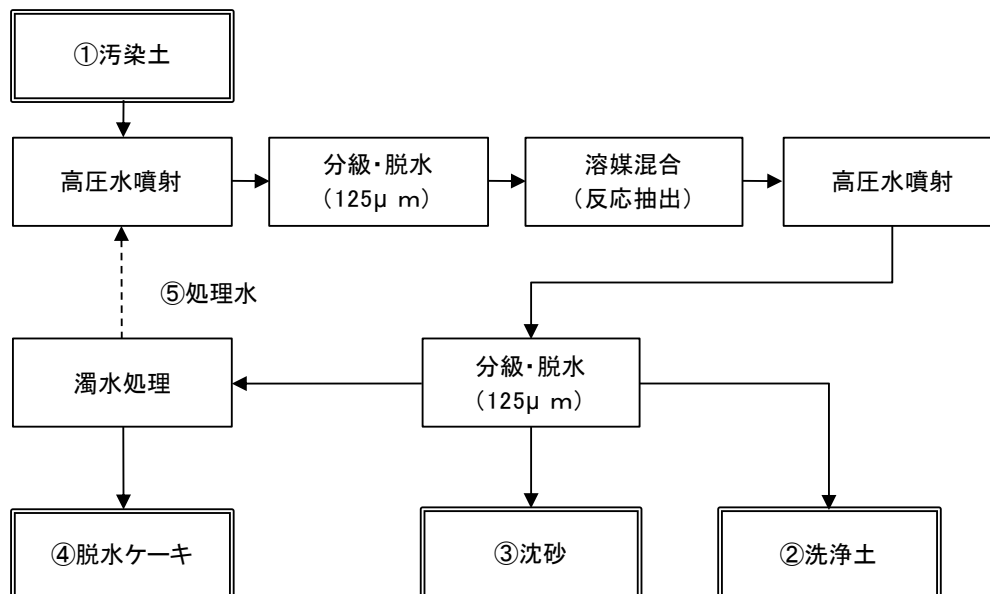 ①汚染土
高圧水噴射
分級・脱水
（125μ m）
溶媒混合
（反応抽出）
高圧水噴射
⑤処理水
濁水処理
分級・脱水
（125μ m）
④脱水ケーキ
③沈砂
②洗浄土